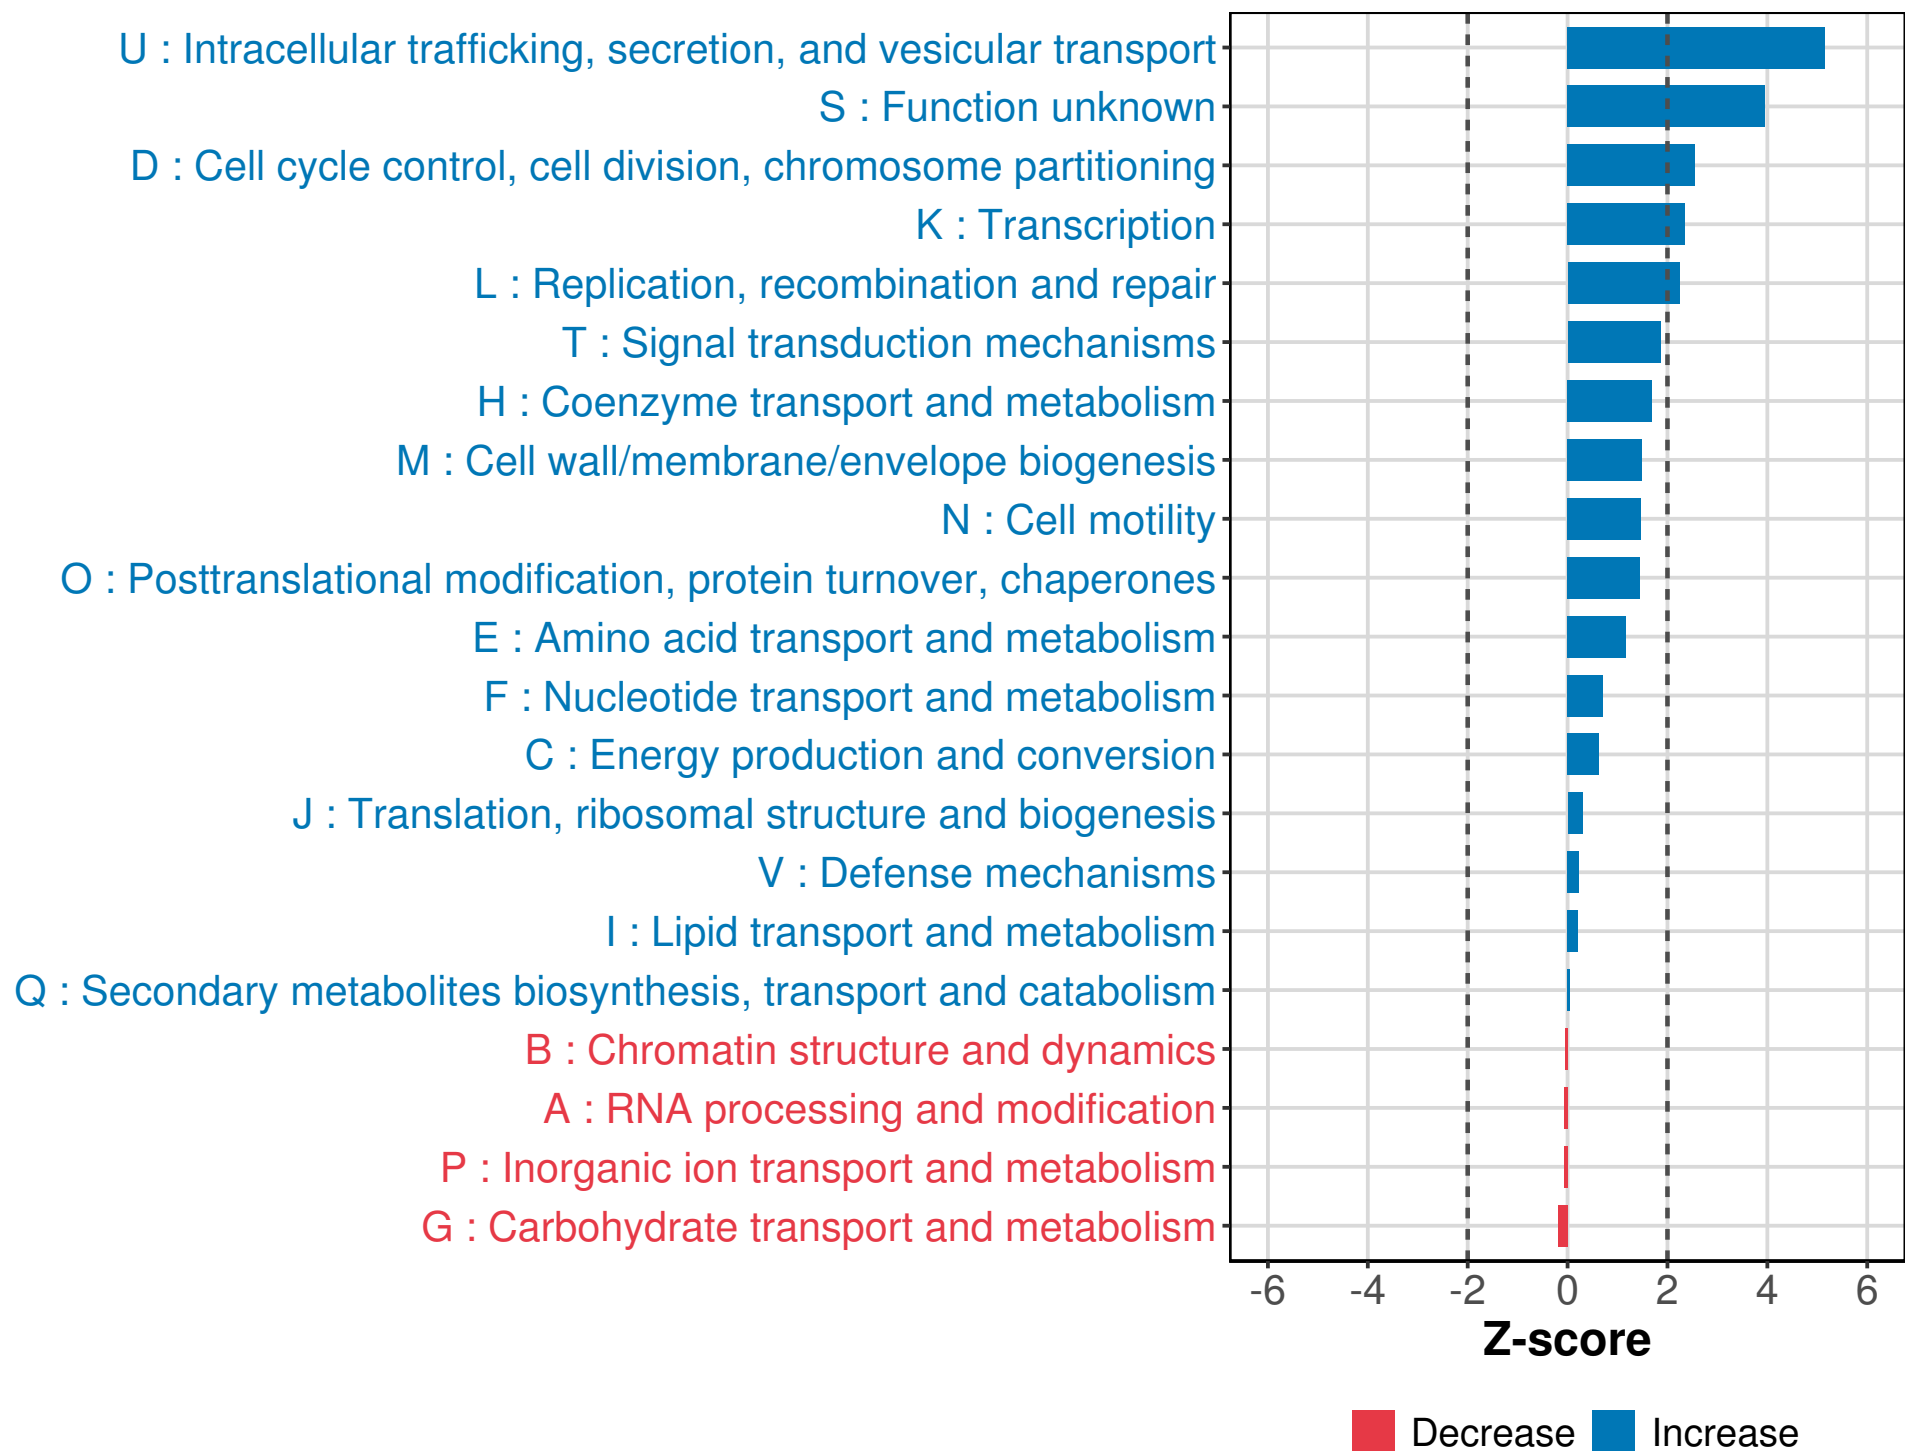 U : Intracellular trafficking, secretion, and vesicular transport
S : Function unknown
D : Cell cycle control, cell division, chromosome partitioning
K : Transcription
L : Replication, recombination and repair
T : Signal transduction mechanisms
H : Coenzyme transport and metabolism
M : Cell wall/membrane/envelope biogenesis
N : Cell motility
O : Posttranslational modification, protein turnover, chaperones
E : Amino acid transport and metabolism
F : Nucleotide transport and metabolism
C : Energy production and conversion
J : Translation, ribosomal structure and biogenesis
V : Defense mechanisms
I : Lipid transport and metabolism
Q : Secondary metabolites biosynthesis, transport and catabolism
B : Chromatin structure and dynamics
A : RNA processing and modification
P : Inorganic ion transport and metabolism
G : Carbohydrate transport and metabolism
-6 -4 -2 0 2 4 6
Z-score
Decrease Increase